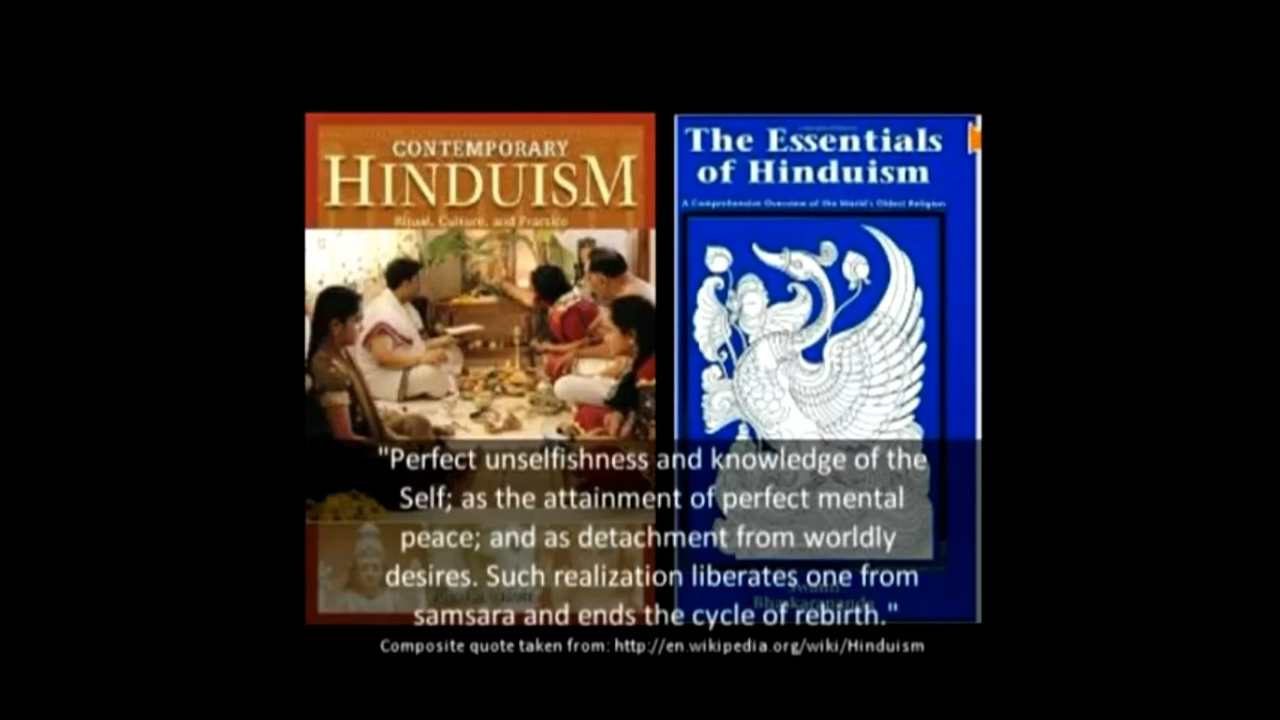 CONTEMPORARY
HINDUISM
Ritual, Culture, and Practice
The Essentials
of Hinduism
A Comprehensive Overview of the World's Oldest Religion
"Perfect unselfishness and knowledge of the
Self; as the attainment of perfect mental
peace; and as detachment from worldly
desires. Such realization liberates one from
samsara and ends the cycle of rebirth."
Swami
Bhaskarananda
Composite quote taken from: http://en.wikipedia.org/wiki/Hinduism